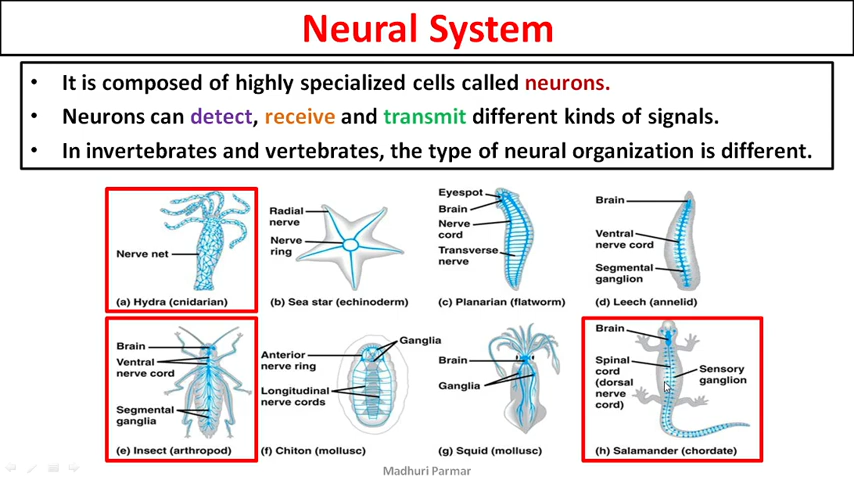 Neural System
• It is composed of highly specialized cells called neurons.
• Neurons can detect, receive and transmit different kinds of signals.
• In invertebrates and vertebrates, the type of neural organization is different.
Nerve net
(a) Hydra (cnidarian)
Radial
nerve
Nerve
ring
(b) Sea star (echinoderm)
Eyespot
Brain
Nerve
cord
Transverse
nerve
(c) Planarian (flatworm)
Brain
Ventral
nerve cord
Segmental
ganglion
(d) Leech (annelid)
Brain
Ventral
nerve cord
Segmental
ganglia
(e) Insect (arthropod)
Anterior
nerve ring
Ganglia
Longitudinal
nerve cords
(f) Chiton (mollusc)
Brain
Ganglia
(g) Squid (mollusc)
Brain
Spinal
cord
(dorsal
nerve
cord)
Sensory
ganglion
(h) Salamander (chordate)
Madhuri Parmar